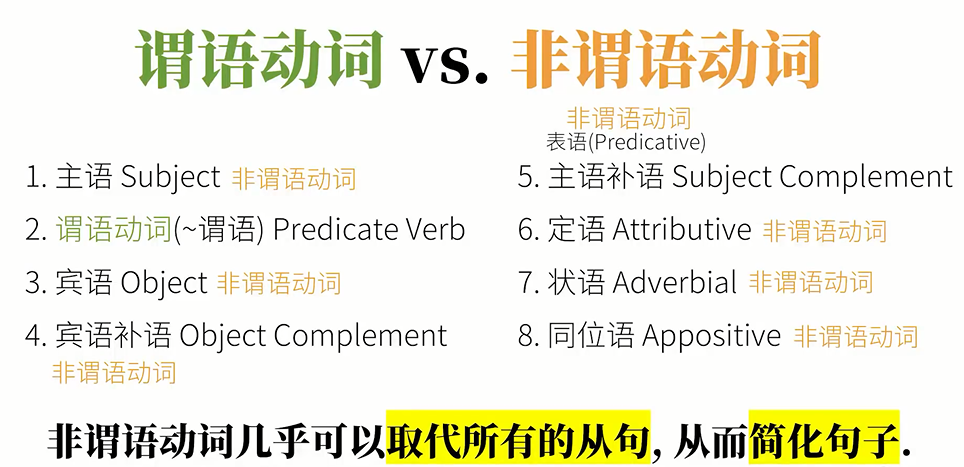 谓语动词 vs. 非谓语动词
1. 主语 Subject 非谓语动词
2. 谓语动词(~谓语) Predicate Verb
3. 宾语 Object 非谓语动词
4. 宾语补语 Object Complement
非谓语动词
非谓语动词
表语(Predicative)
5. 主语补语 Subject Complement
6. 定语 Attributive 非谓语动词
7. 状语 Adverbial 非谓语动词
8. 同位语 Appositive 非谓语动词
非谓语动词几乎可以取代所有的从句, 从而简化句子.